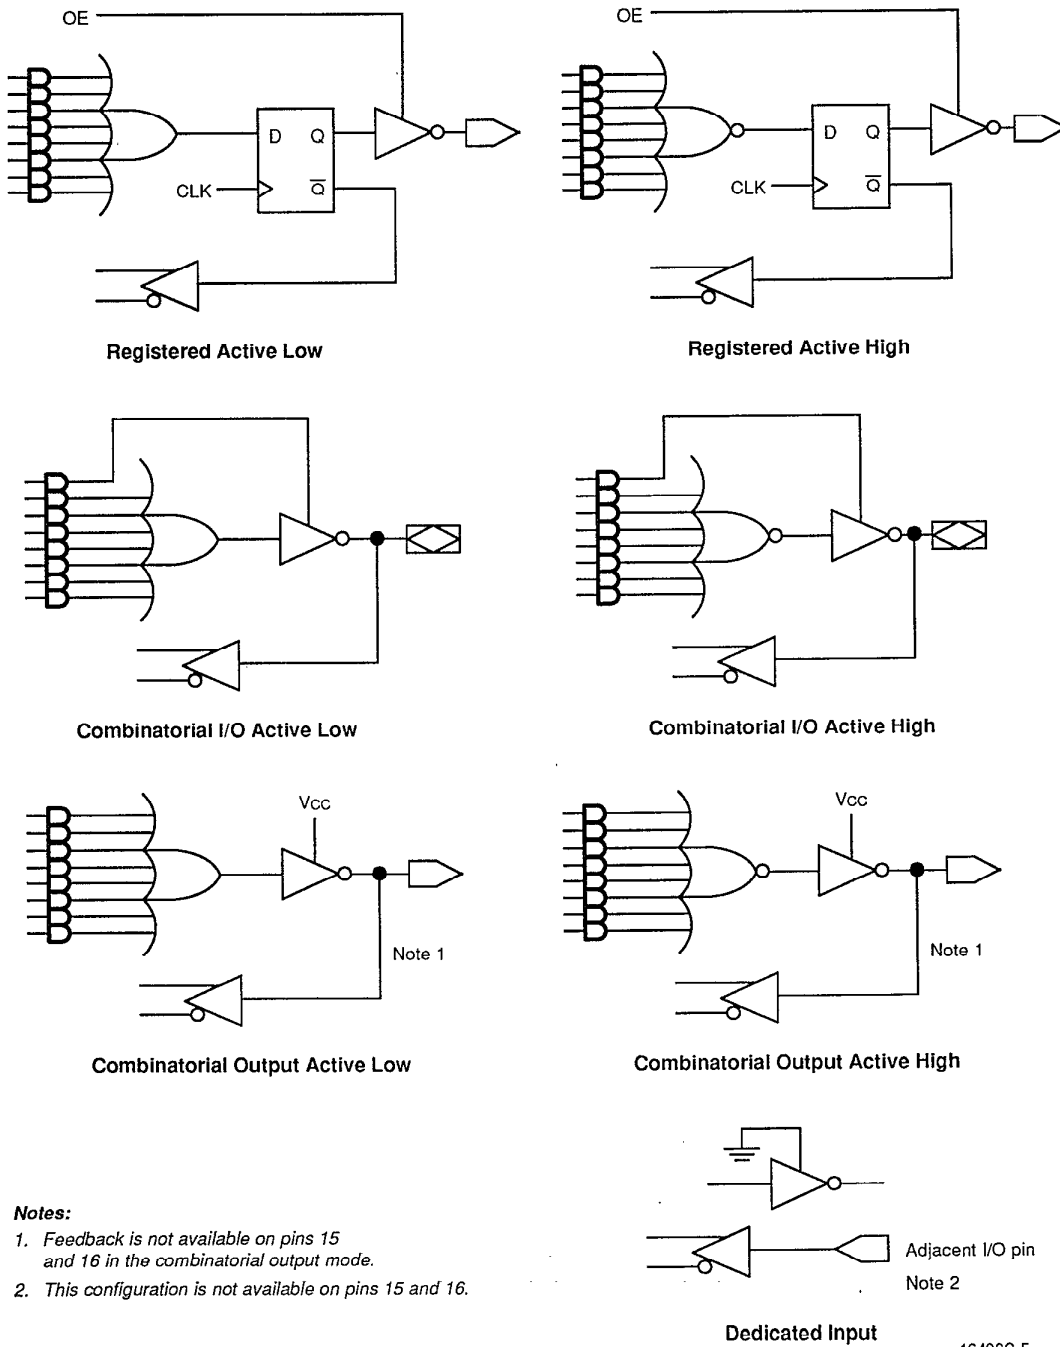 OE
OE
D Q
CLK
Q
D Q
CLK
Q
Registered Active Low
Registered Active High
Combinatorial I/O Active Low
Combinatorial I/O Active High
VCC
VCC
Note 1
Note 1
Combinatorial Output Active Low
Combinatorial Output Active High
Notes:
1. Feedback is not available on pins 15
and 16 in the combinatorial output mode.
2. This configuration is not available on pins 15 and 16.
Adjacent I/O pin
Note 2
Dedicated Input